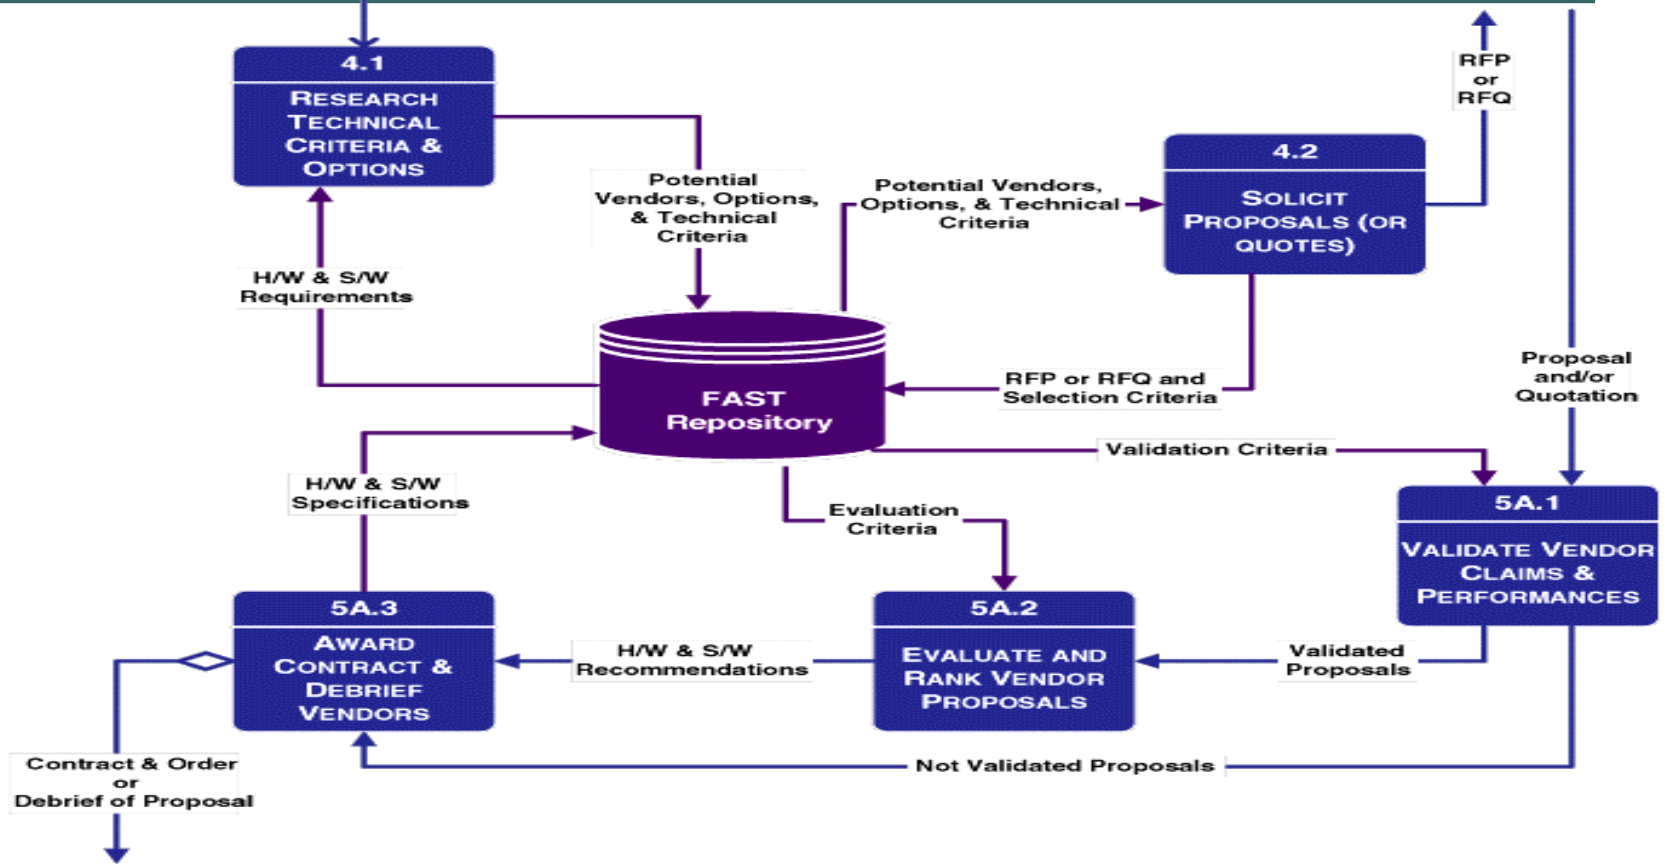 4.1
RESEARCH
TECHNICAL
CRITERIA &
OPTIONS
RFP
or
RFQ
4.2
SOLICIT
PROPOSALS (OR
QUOTES)
Potential
Vendors, Options,
& Technical
Criteria
Potential Vendors,
Options, & Technical
Criteria
H/W & S/W
Requirements
FAST
Repository
RFP or RFQ and
Selection Criteria
Proposal
and/or
Quotation
Validation Criteria
H/W & S/W
Specifications
Evaluation
Criteria
5A.1
VALIDATE VENDOR
CLAIMS &
PERFORMANCES
5A.3
AWARD
CONTRACT &
DEBRIEF
VENDORS
H/W & S/W
Recommendations
5A.2
EVALUATE AND
RANK VENDOR
PROPOSALS
Validated
Proposals
Not Validated Proposals
Contract & Order
or
Debrief of Proposal